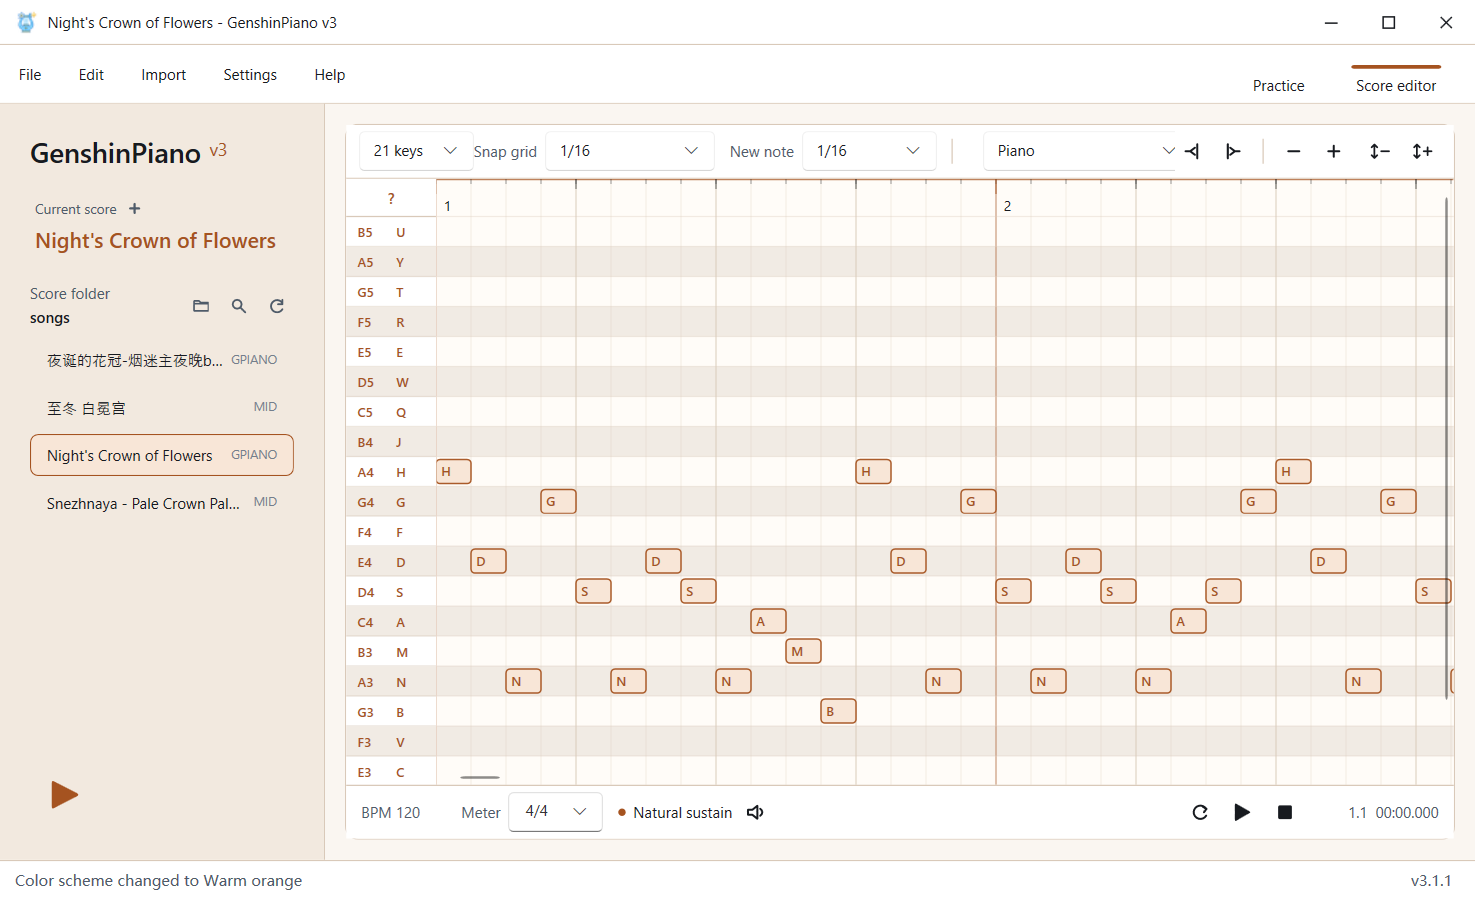 Night's Crown of Flowers - GenshinPiano v3
File Edit Import Settings Help
Practice Score editor
GenshinPiano v3
Current score +
Night's Crown of Flowers
Score folder
songs
夜诞的花冠-烟迷主夜晚b... GPIANO
至冬 白冕宫 MID
Night's Crown of Flowers GPIANO
Snezhnaya - Pale Crown Pal... MID
21 keys Snap grid 1/16 New note 1/16 Piano
? 1 2
B5 U
A5 Y
G5 T
F5 R
E5 E
D5 W
C5 Q
B4 J
A4 H H H H
G4 G G G G G
F4 F
E4 D D D D D D
D4 S S S S S S S
C4 A A A
B3 M M
A3 N N N N N N N N
G3 B B
F3 V
E3 C
BPM 120 Meter 4/4 Natural sustain 1.1 00:00.000
Color scheme changed to Warm orange v3.1.1